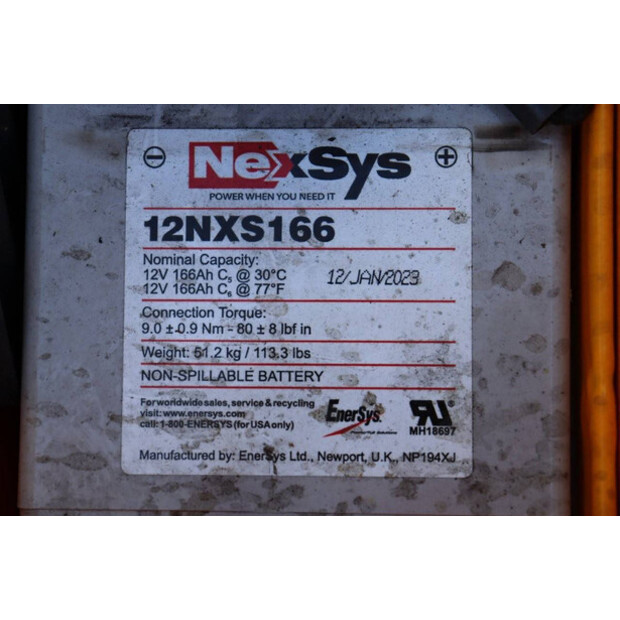 NexSys
POWER WHEN YOU NEED IT
12NXS166
Nominal Capacity:
12V 166Ah C₅ @ 30°C
12V 166Ah C₆ @ 77°F
12/JAN/2023
Connection Torque:
9.0 ± 0.9 Nm - 80 ± 8 lbf in
Weight: 51.2 kg / 113.3 lbs
NON-SPILLABLE BATTERY
For worldwide sales, service & recycling
visit: www.enersys.com
call: 1-800-ENERSYS (for USA only)
EnerSys
Power/Full Solutions
MH18697
Manufactured by: EnerSys Ltd., Newport, U.K., NP194XJ